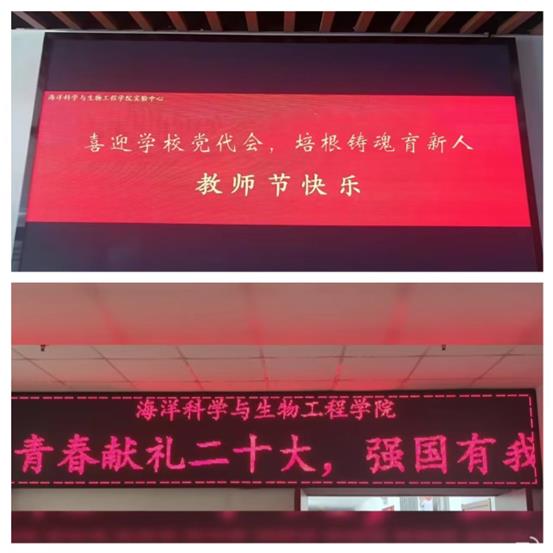 海洋科学与生物工程学院实验中心
喜迎学校党代会，培根铸魂育新人
教师节快乐
海洋科学与生物工程学院
青春献礼二十大，强国有我